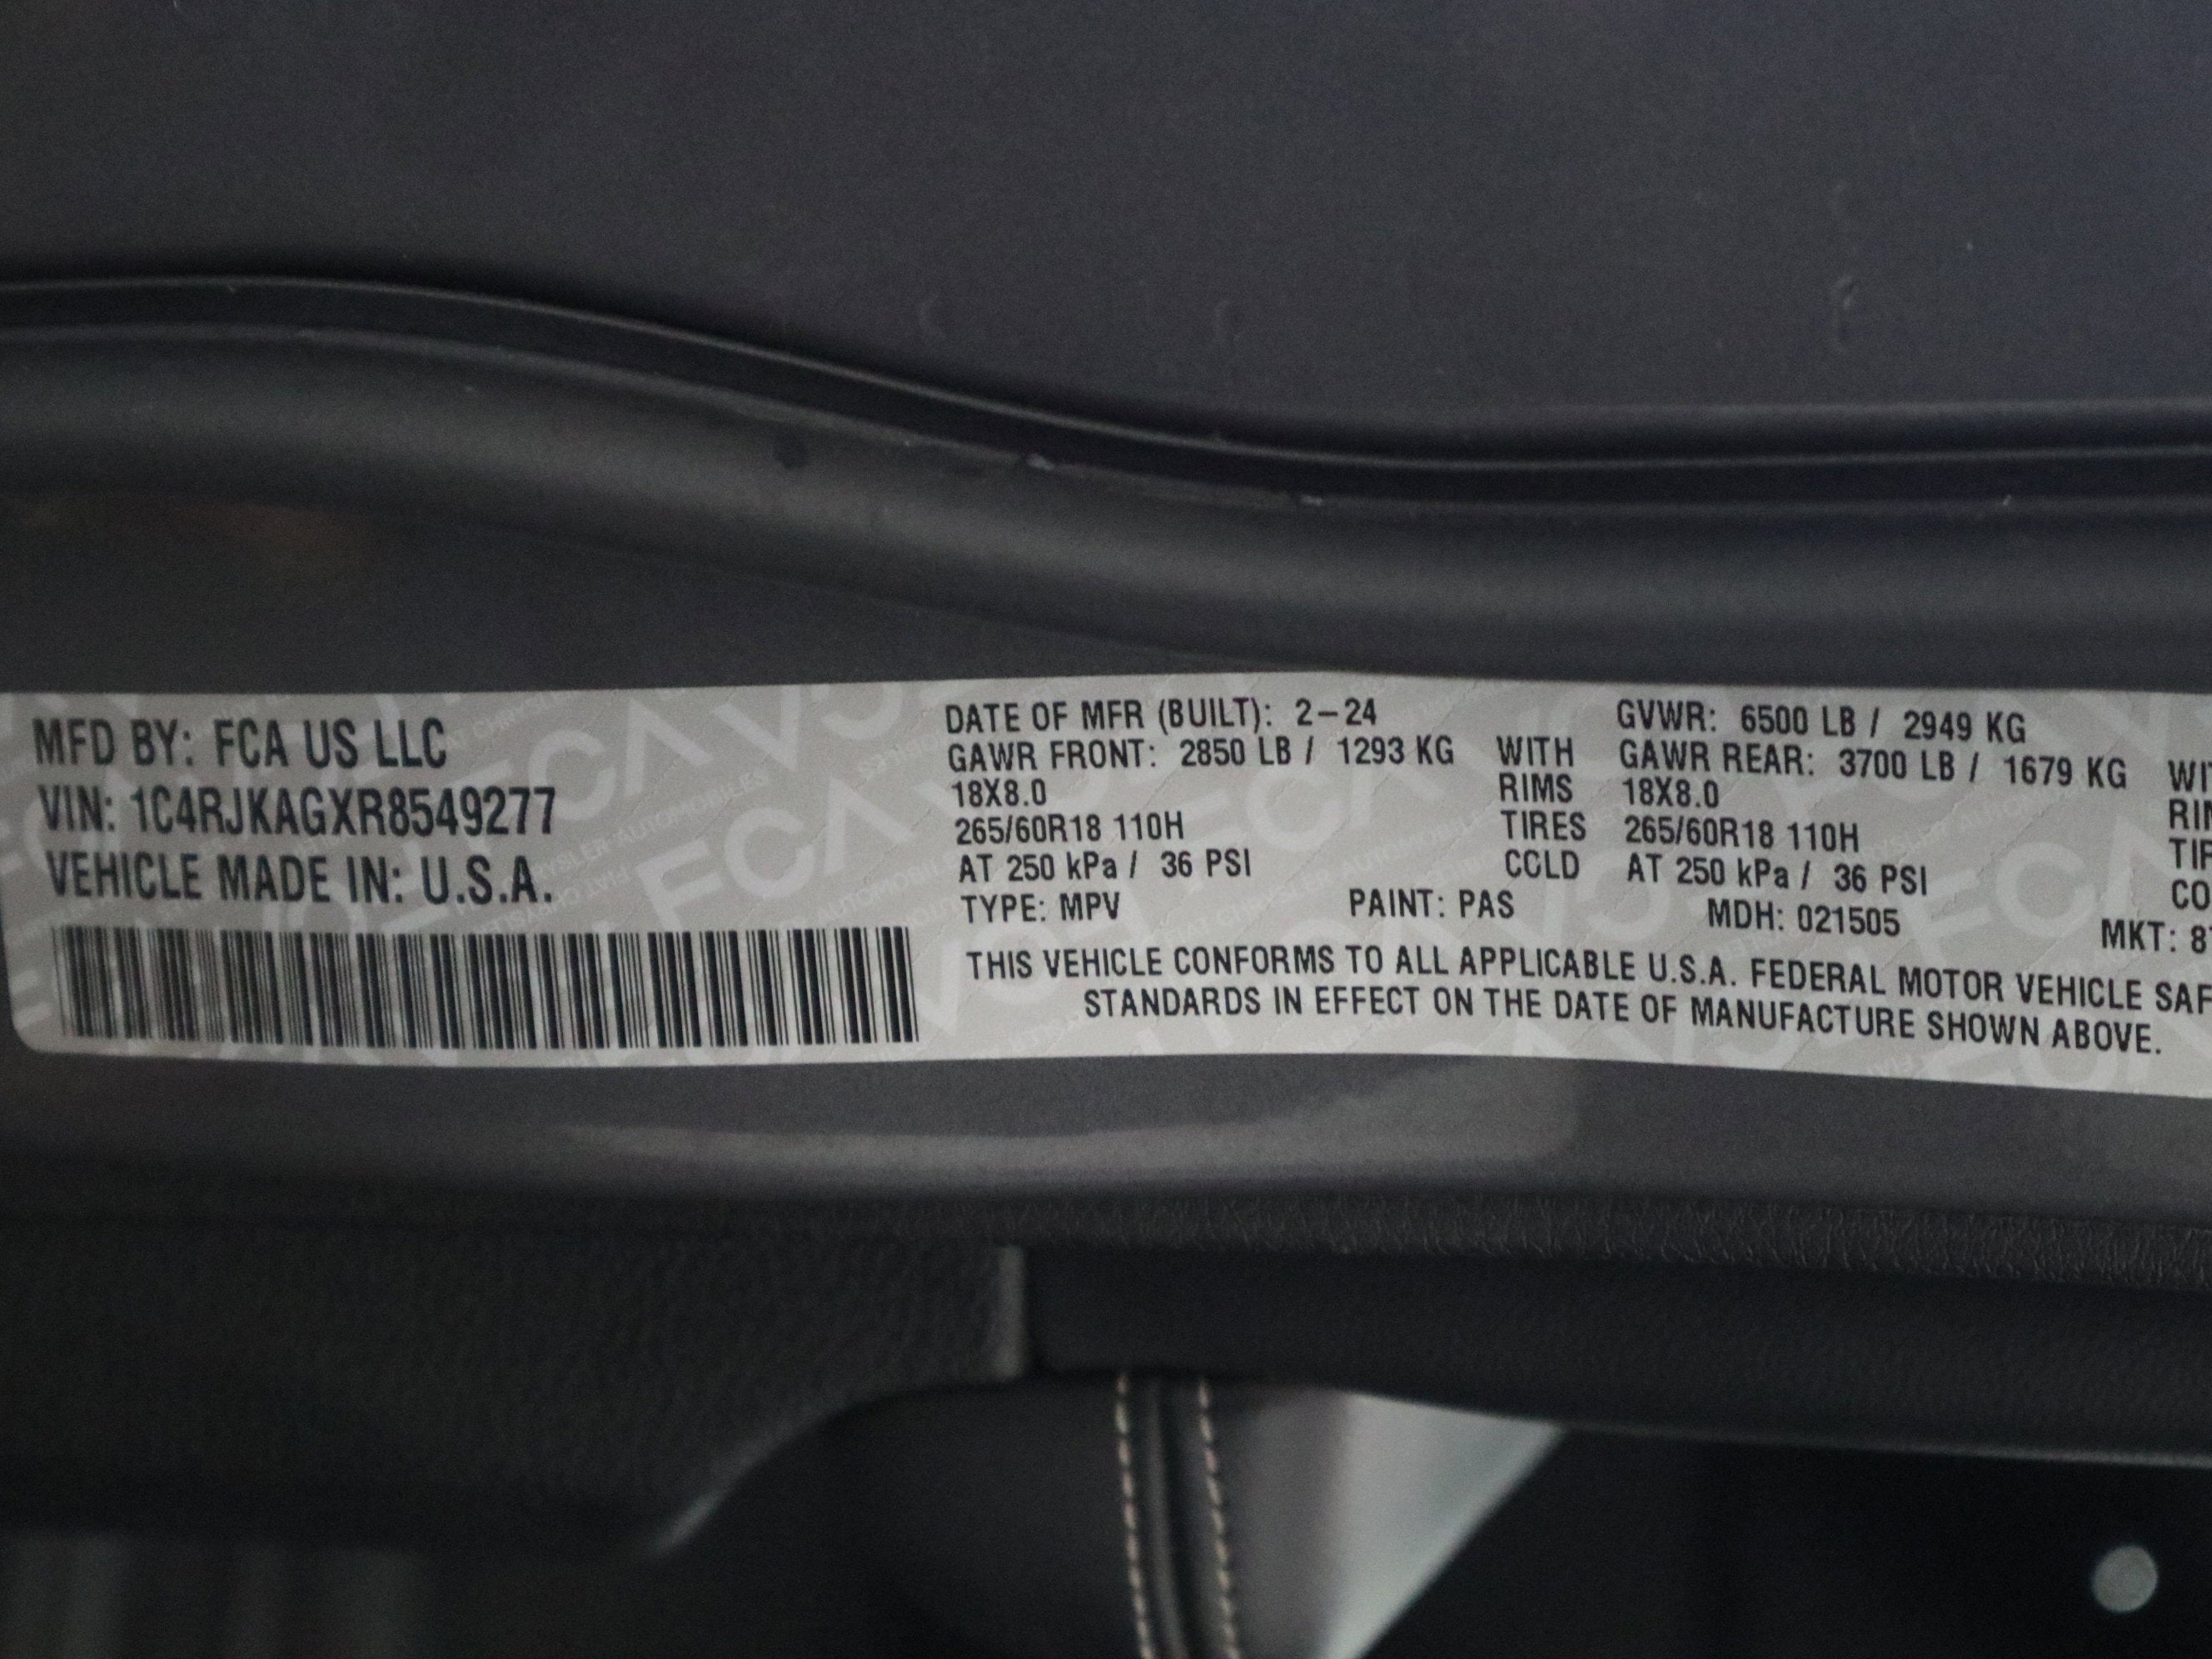 MFD BY: FCA US LLC
VIN: 1C4RJKAGXR8549277
VEHICLE MADE IN: U.S.A.
DATE OF MFR (BUILT): 2-24 GVWR: 6500 LB / 2949 KG
GAWR FRONT: 2850 LB / 1293 KG WITH GAWR REAR: 3700 LB / 1679 KG
18X8.0 RIMS 18X8.0
265/60R18 110H TIRES 265/60R18 110H
AT 250 kPa / 36 PSI COLD AT 250 kPa / 36 PSI
TYPE: MPV PAINT: PAS MDH: 021505 MKT:
THIS VEHICLE CONFORMS TO ALL APPLICABLE U.S.A. FEDERAL MOTOR VEHICLE SAF
STANDARDS IN EFFECT ON THE DATE OF MANUFACTURE SHOWN ABOVE.